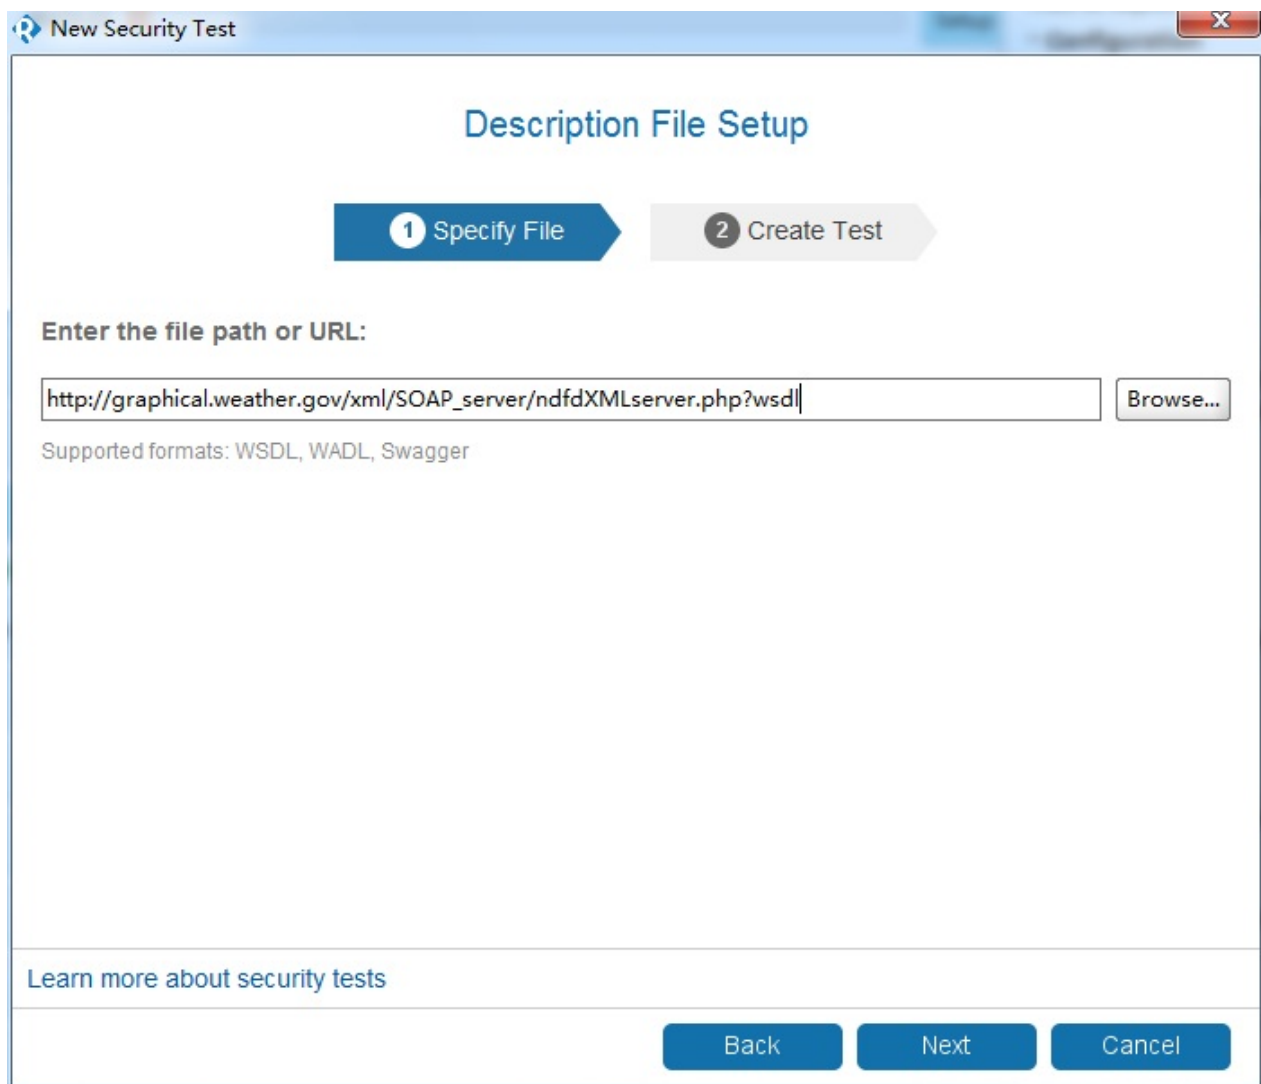 New Security Test
Configuration
Description File Setup
1 Specify File
2 Create Test
Enter the file path or URL:
http://graphical.weather.gov/xml/SOAP_server/ndfdXMLserver.php?wsdl
Browse...
Supported formats: WSDL, WADL, Swagger
Learn more about security tests
Back
Next
Cancel